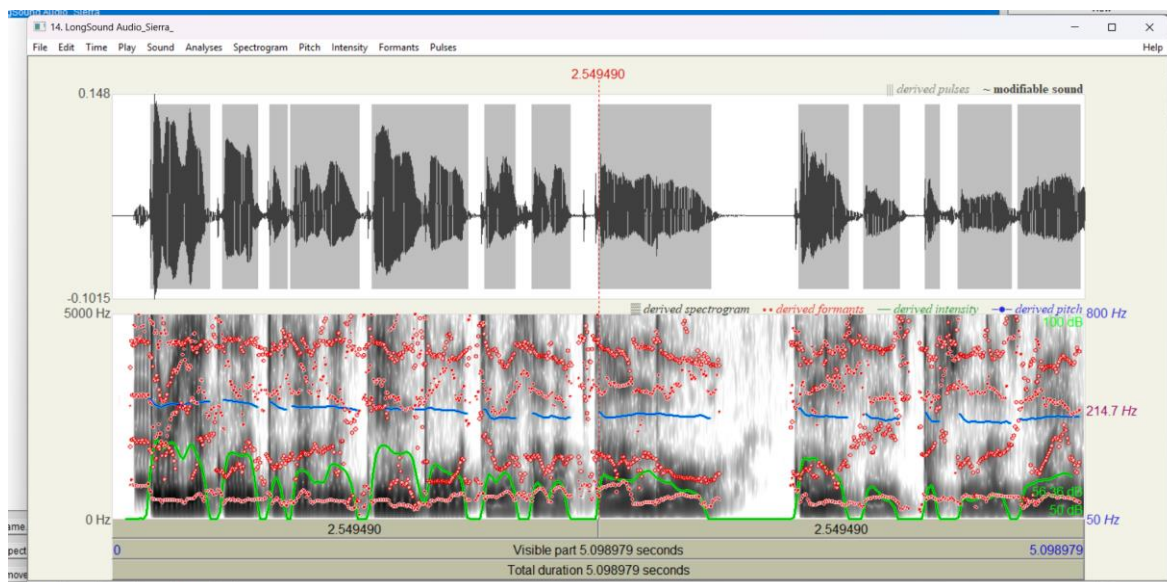 14. LongSound Audio_Sierra_
File Edit Time Play Sound Analyses Spectrogram Pitch Intensity Formants Pulses Help
2.549490
0.148
derived pulses ~ modifiable sound
-0.1015
5000 Hz
derived spectrogram derived formants derived intensity derived pitch
800 Hz
100 dB
214.7 Hz
50 dB
0 Hz
50 Hz
2.549490 2.549490
0 Visible part 5.098979 seconds 5.098979
Total duration 5.098979 seconds